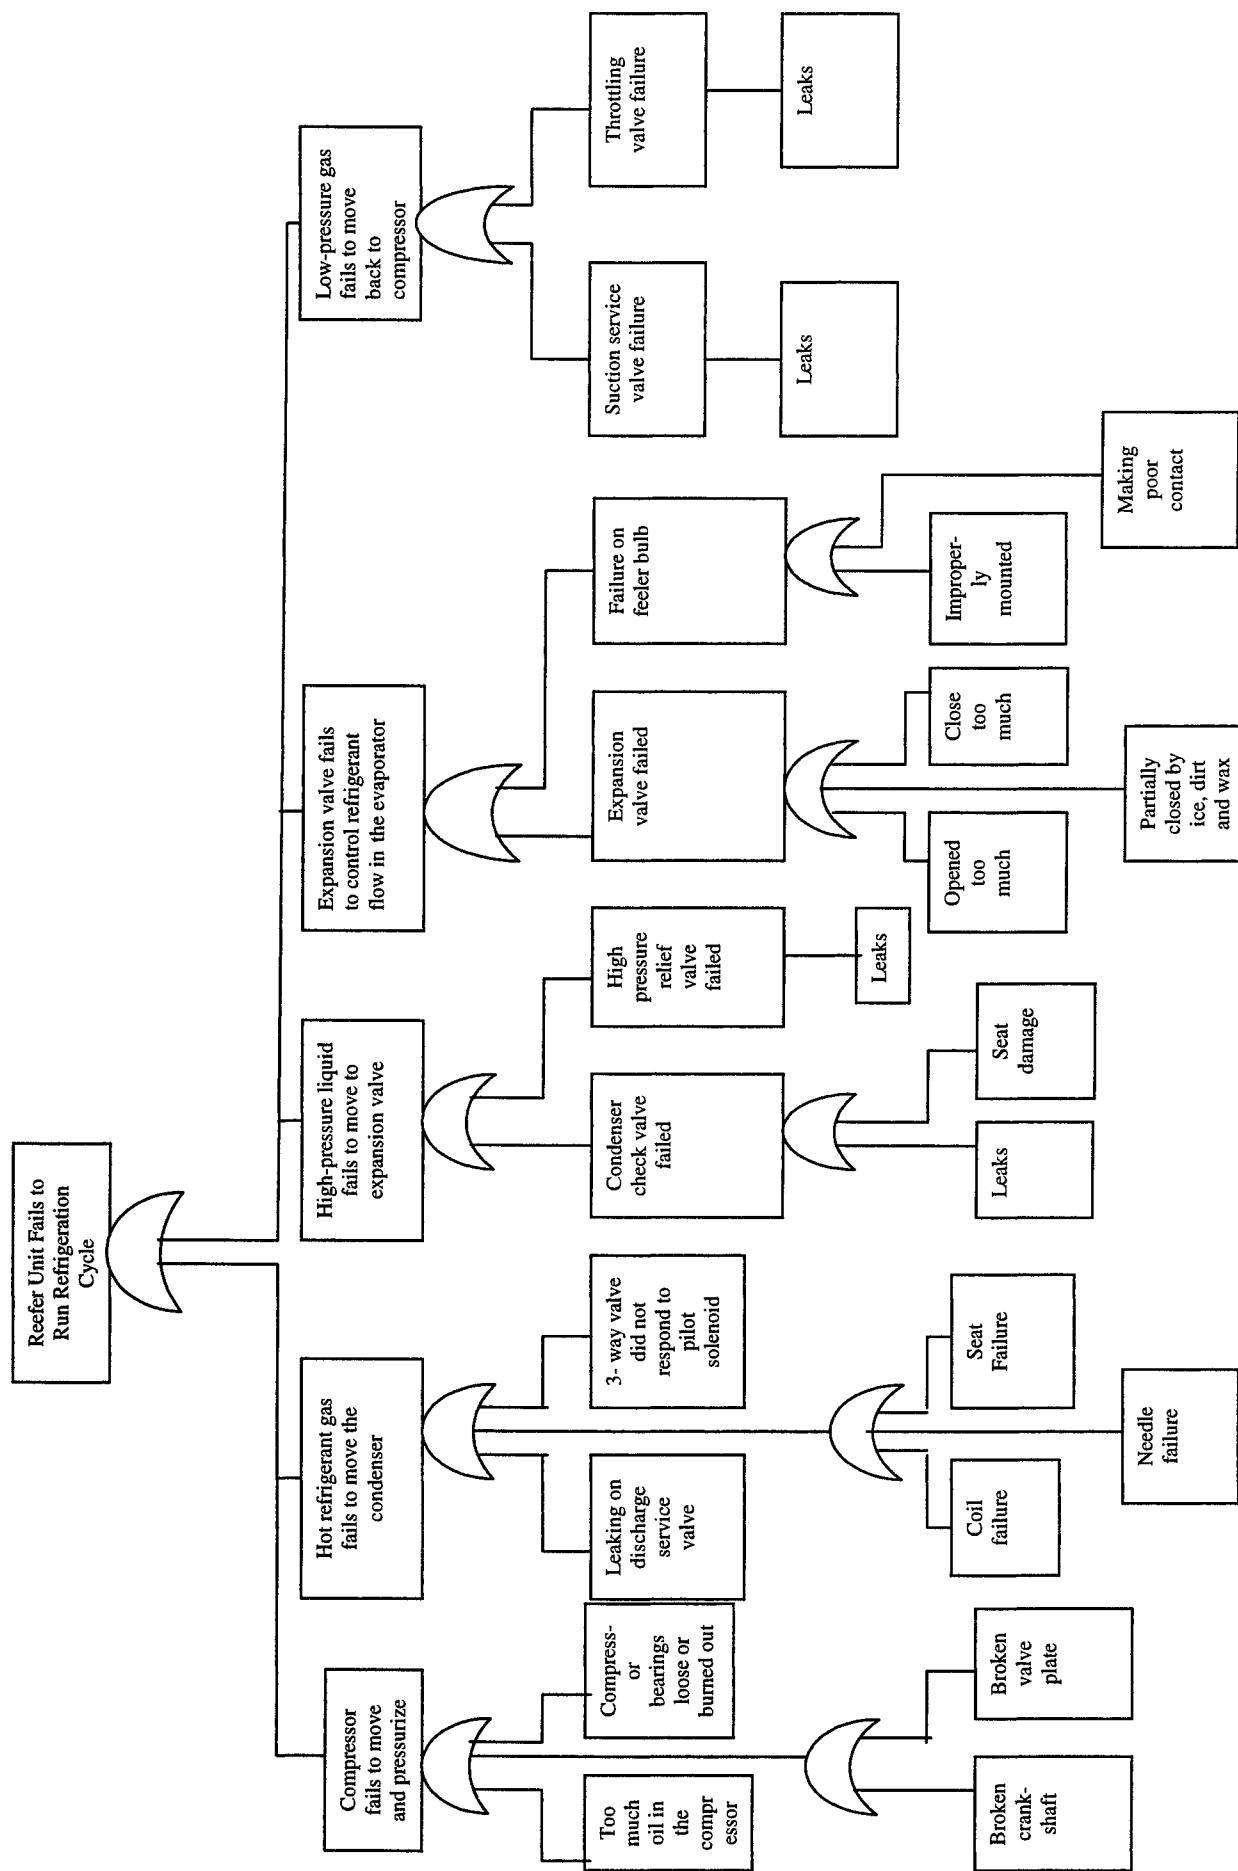 Reefer Unit Fails to
Run Refrigeration
Cycle
Compressor
fails to move
and pressurize
Hot refrigerant gas
fails to move the
condenser
High-pressure liquid
fails to move to
expansion valve
Expansion valve fails
to control refrigerant
flow in the evaporator
Low-pressure gas
fails to move
back to
compressor
Too
much
oil in
the
compr
essor
Compress-
or
bearings
loose or
burned out
Leaking on
discharge
service
valve
3- way valve
did not
respond to
pilot
solenoid
Condenser
check valve
failed
High
pressure
relief
valve
failed
Expansion
valve failed
Failure on
feeler bulb
Suction service
valve failure
Throttling
valve failure
Broken
crank-
shaft
Broken
valve
plate
Coil
failure
Needle
failure
Seat
Failure
Leaks
Seat
damage
Leaks
Opened
too
much
Partially
closed by
ice, dirt
and wax
Close
too
much
Improper-
ly
mounted
Making
poor
contact
Leaks
Leaks